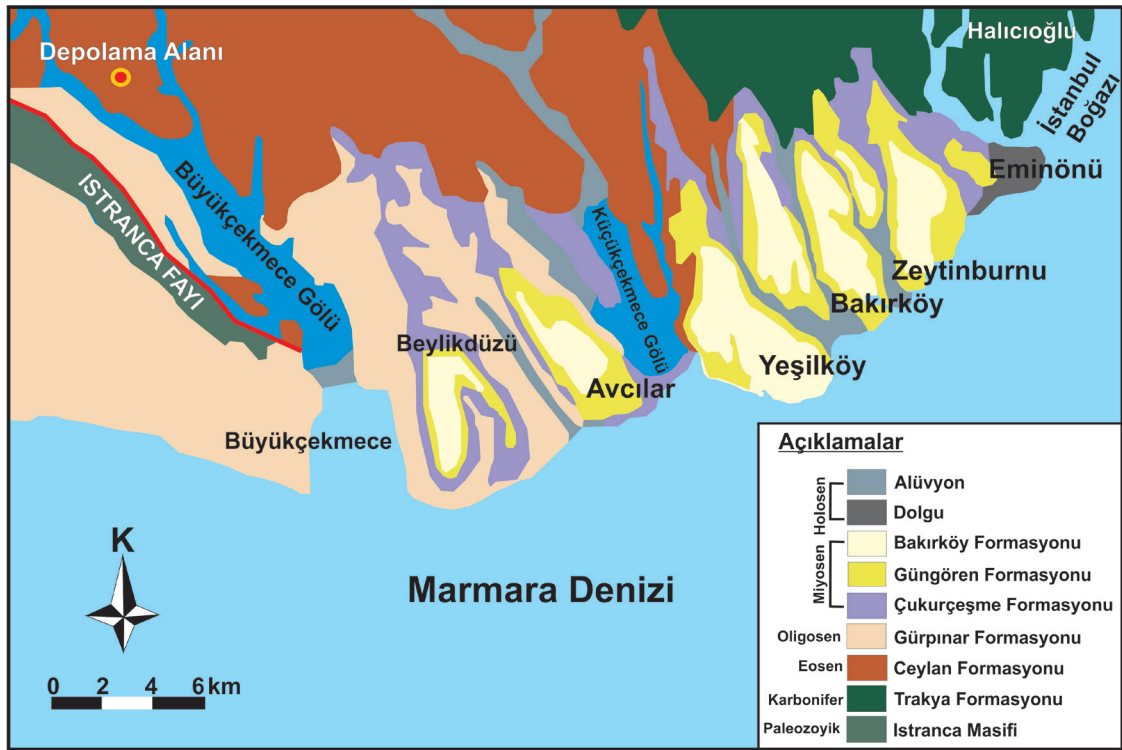 Halıcıoğlu
Depolama Alanı
İstanbul
Boğazı
Eminönü
Büyükçekmece Gölü
ISTRANCA FAYI
Küçükçekmece Gölü
Zeytinburnu
Bakırköy
Beylikdüzü
Yeşilköy
Avcılar
Büyükçekmece
Marmara Denizi
K
0 2 4 6 km
Açıklamalar
Holosen
Alüvyon
Dolgu
Miyosen
Bakırköy Formasyonu
Güngören Formasyonu
Çukurçeşme Formasyonu
Oligosen Gürpınar Formasyonu
Eosen Ceylan Formasyonu
Karbonifer Trakya Formasyonu
Paleozoyik Istranca Masifi